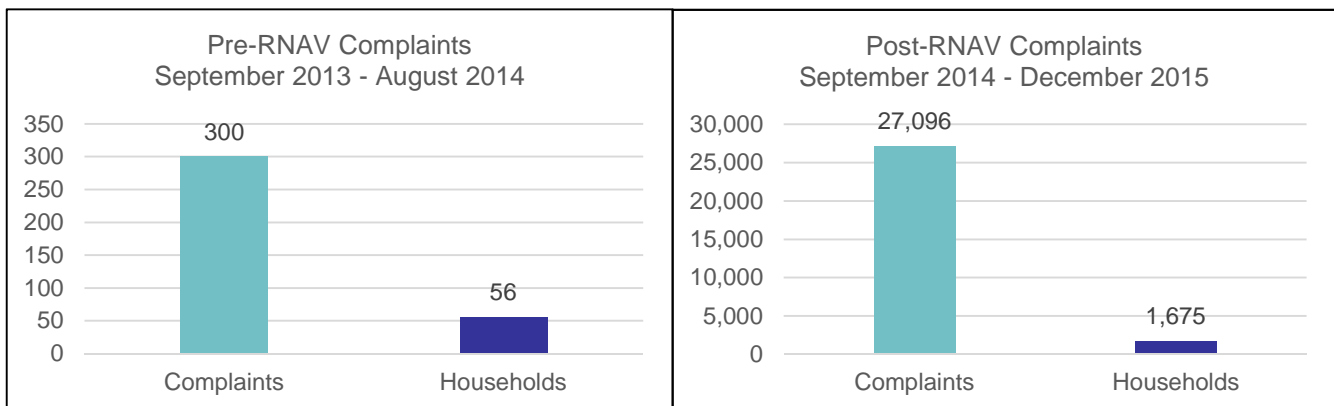 Pre-RNAV Complaints
September 2013 - August 2014
350
300
250
200
150
100
50
0
300
56
Complaints
Households
Post-RNAV Complaints
September 2014 - December 2015
30,000
25,000
20,000
15,000
10,000
5,000
0
27,096
1,675
Complaints
Households